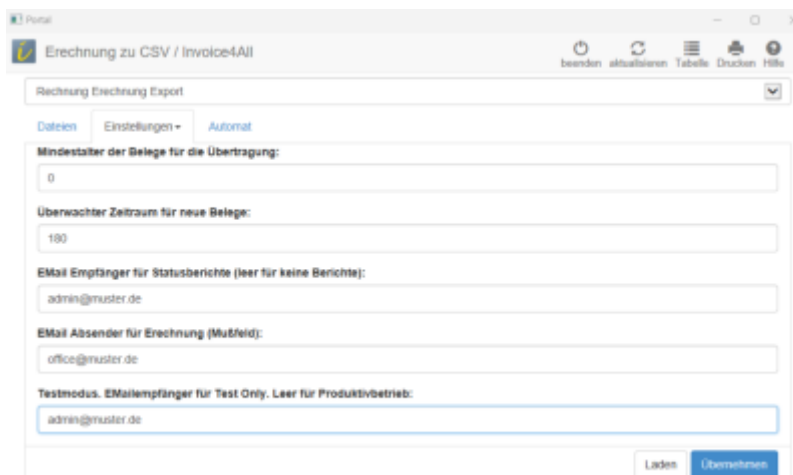 Portal
Erechnung zu CSV / Invoice4All
beenden aktualisieren Tabelle Drucken Hilfe
Rechnung Erechnung Export
Dateien Einstellungen Automat
Mindestalter der Belege für die Übertragung:
0
Überwachter Zeitraum für neue Belege:
180
EMail Empfänger für Statusberichte (leer für keine Berichte):
admin@muster.de
EMail Absender für Erechnung (Mußfeld):
office@muster.de
Testmodus. EMailempfänger für Test Only. Leer für Produktivbetrieb:
admin@muster.de
Laden Übernehmen